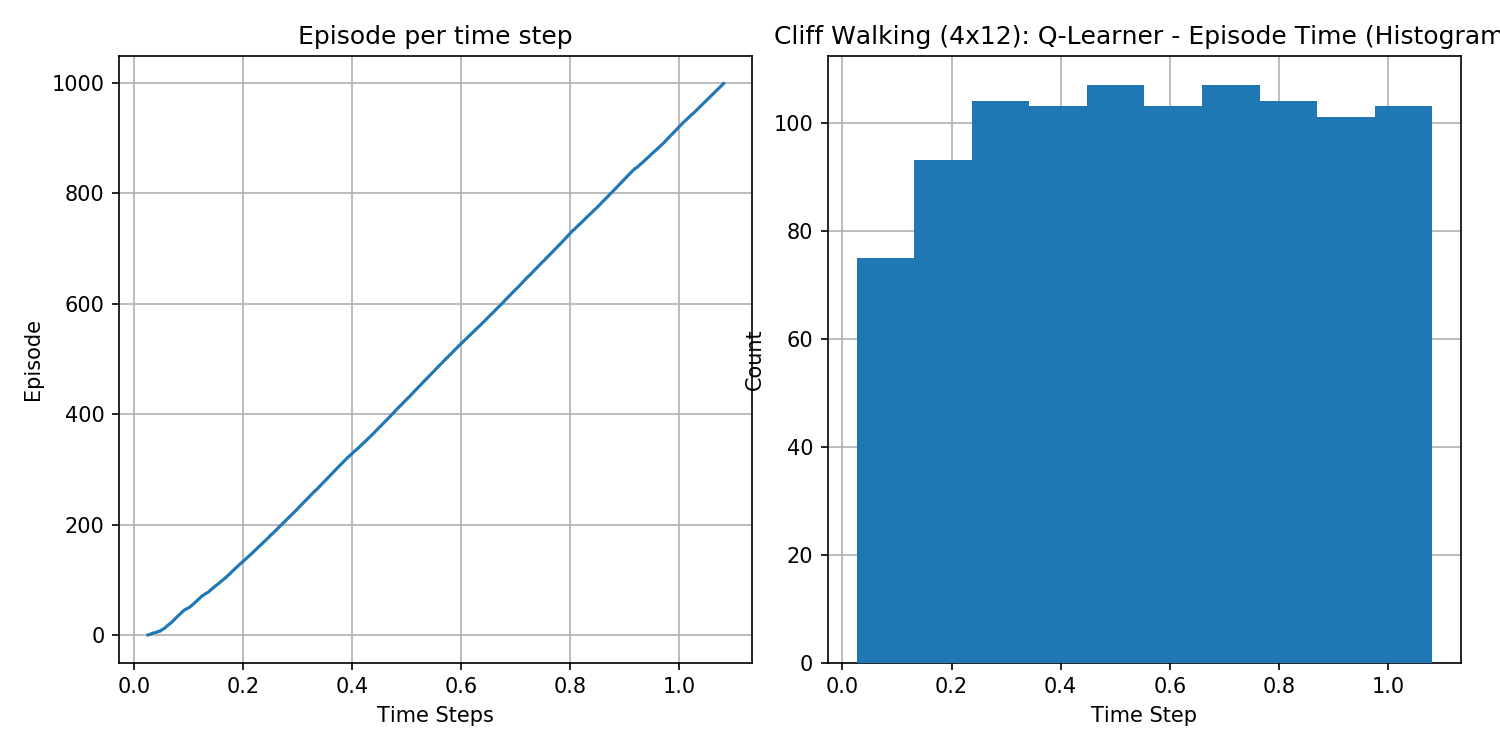 Episode per time step
Episode
1000
800
600
400
200
0
0.0 0.2 0.4 0.6 0.8 1.0
Time Steps
Cliff Walking (4x12): Q-Learner - Episode Time (Histogram
Count
100
80
60
40
20
0
0.0 0.2 0.4 0.6 0.8 1.0
Time Step